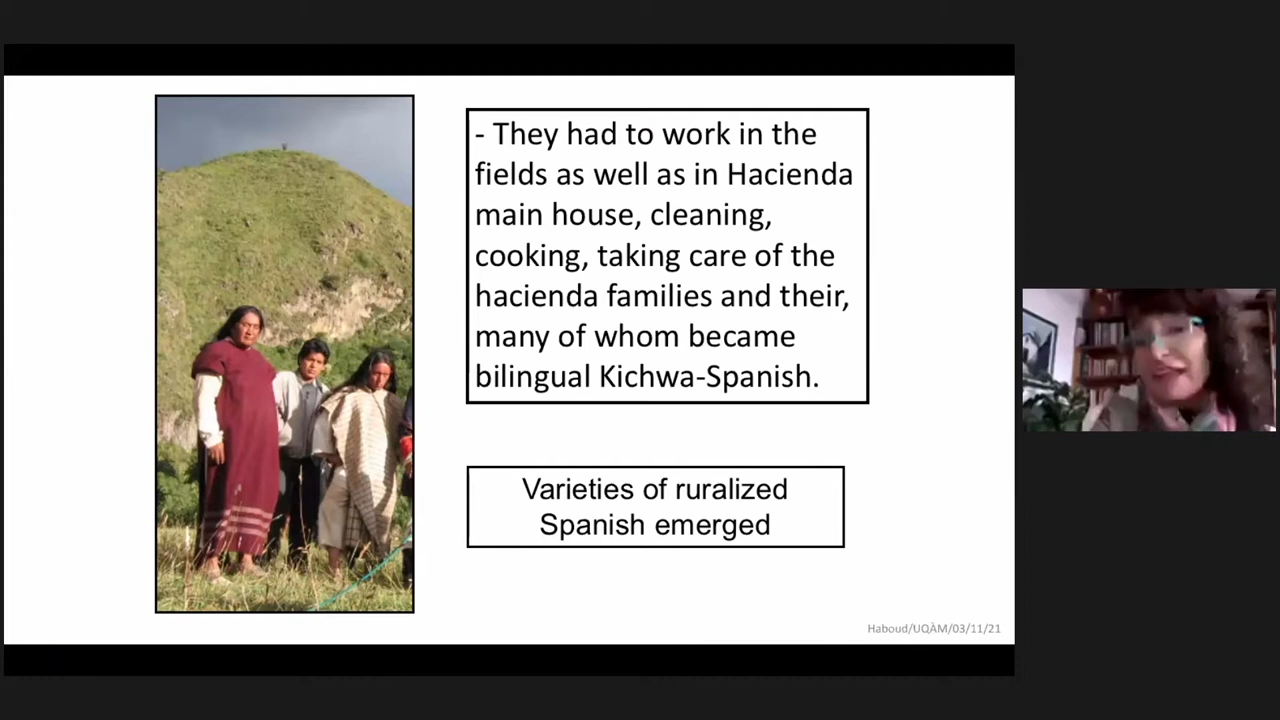 - They had to work in the
fields as well as in Hacienda
main house, cleaning,
cooking, taking care of the
hacienda families and their,
many of whom became
bilingual Kichwa-Spanish.
Varieties of ruralized
Spanish emerged
Haboud/UQÀM/03/11/21